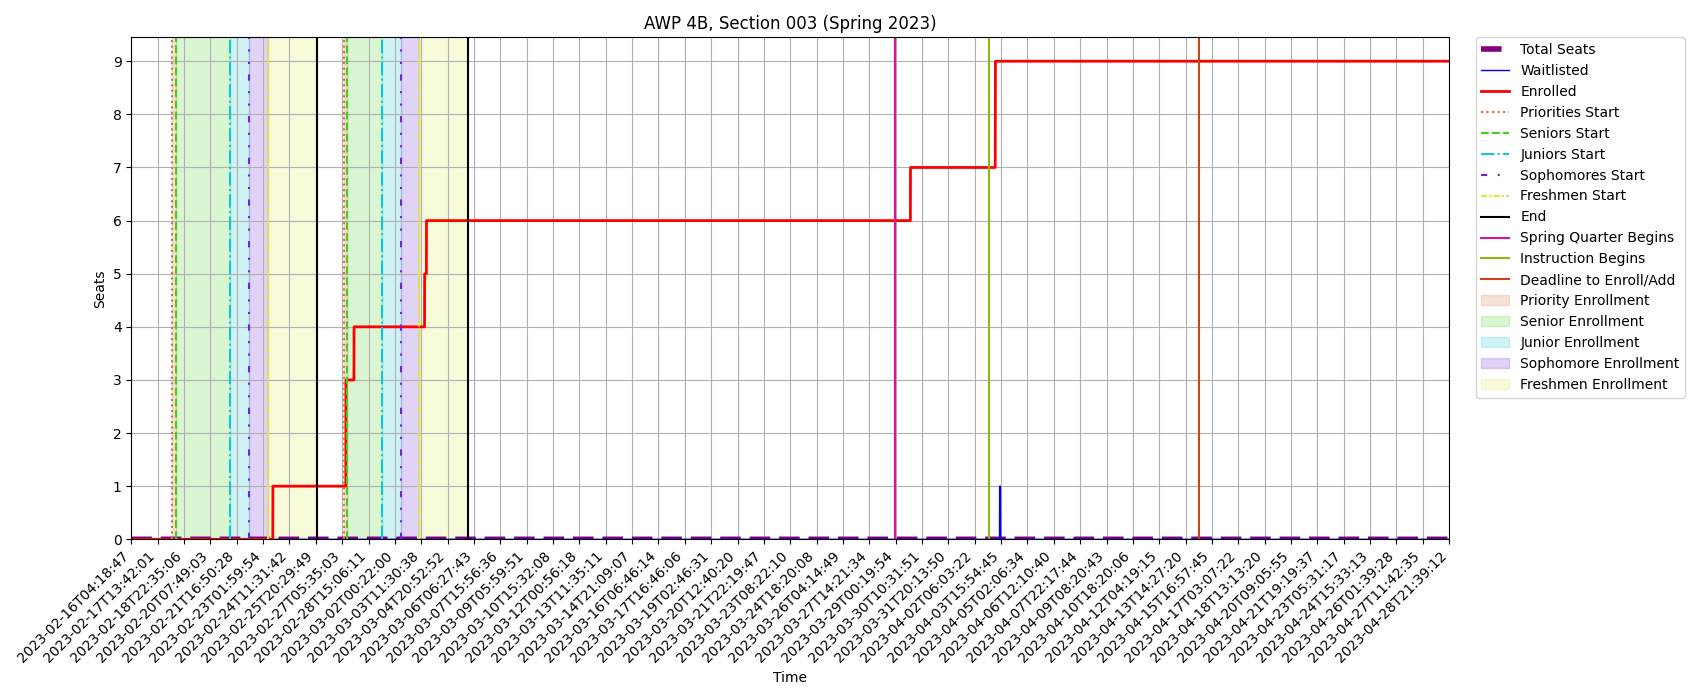 AWP 4B, Section 003 (Spring 2023)
Seats
9
8
7
6
5
4
3
2
1
0
2023-02-16T04:18:47
2023-02-17T13:42:01
2023-02-18T22:35:06
2023-02-20T07:49:03
2023-02-21T16:50:28
2023-02-23T01:59:54
2023-02-24T11:31:42
2023-02-25T20:29:49
2023-02-27T05:35:03
2023-02-28T15:06:11
2023-03-02T00:22:00
2023-03-03T11:30:38
2023-03-04T20:52:52
2023-03-06T06:27:43
2023-03-07T15:56:36
2023-03-09T05:59:51
2023-03-10T15:32:08
2023-03-12T00:56:18
2023-03-13T11:35:11
2023-03-14T21:09:07
2023-03-16T06:46:14
2023-03-17T16:46:06
2023-03-19T02:46:31
2023-03-20T12:40:20
2023-03-21T22:19:47
2023-03-23T08:22:10
2023-03-24T18:20:08
2023-03-26T04:14:49
2023-03-27T14:21:34
2023-03-29T00:19:54
2023-03-30T10:31:51
2023-03-31T20:13:50
2023-04-02T06:03:22
2023-04-03T15:54:45
2023-04-05T02:06:34
2023-04-06T12:10:40
2023-04-07T22:17:44
2023-04-09T08:20:43
2023-04-10T18:20:06
2023-04-12T04:19:15
2023-04-13T14:27:20
2023-04-15T16:57:45
2023-04-17T03:07:22
2023-04-18T13:13:20
2023-04-20T09:05:55
2023-04-21T19:19:37
2023-04-23T05:31:17
2023-04-24T15:33:13
2023-04-26T01:39:28
2023-04-27T11:42:35
2023-04-28T21:39:12
Time
Total Seats
Waitlisted
Enrolled
Priorities Start
Seniors Start
Juniors Start
Sophomores Start
Freshmen Start
End
Spring Quarter Begins
Instruction Begins
Deadline to Enroll/Add
Priority Enrollment
Senior Enrollment
Junior Enrollment
Sophomore Enrollment
Freshmen Enrollment